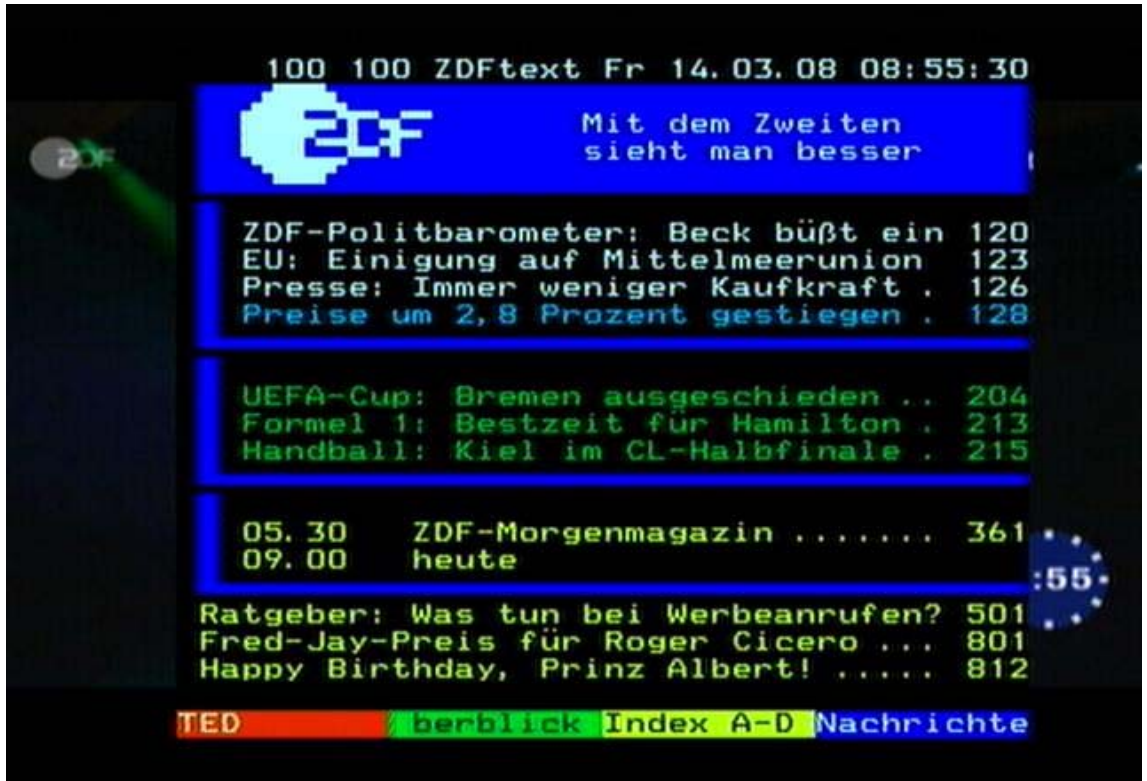 100 100 ZDFtext Fr 14.03.08 08:55:30
ZDF
Mit dem Zweiten
sieht man besser
ZDF
ZDF-Politbarometer: Beck büßt ein 120
EU: Einigung auf Mittelmeerunion 123
Presse: Immer weniger Kaufkraft . 126
Preise um 2,8 Prozent gestiegen . 128
UEFA-Cup: Bremen ausgeschieden .. 204
Formel 1: Bestzeit für Hamilton . 213
Handball: Kiel im CL-Halbfinale . 215
05.30 ZDF-Morgenmagazin ....... 361
09.00 heute
:55
Ratgeber: Was tun bei Werbeanrufen? 501
Fred-Jay-Preis für Roger Cicero ... 801
Happy Birthday, Prinz Albert! ..... 812
TED berblick Index A-D Nachrichte